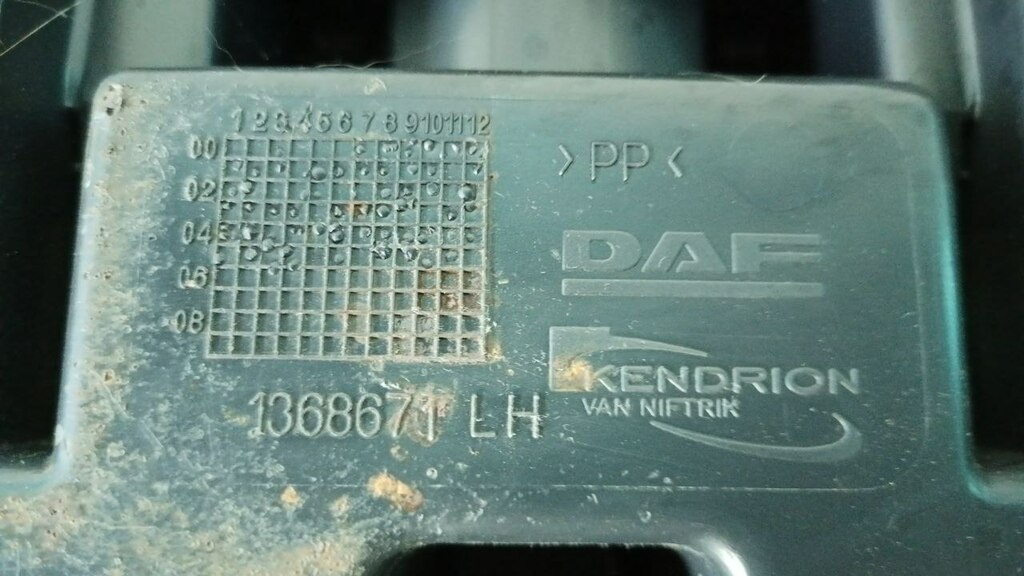 1 2 3 4 5 6 7 8 9 10 11 12
00
02
04
06
08
>PP<
DAF
KENDRION
VAN NIFTRIK
1368671 LH